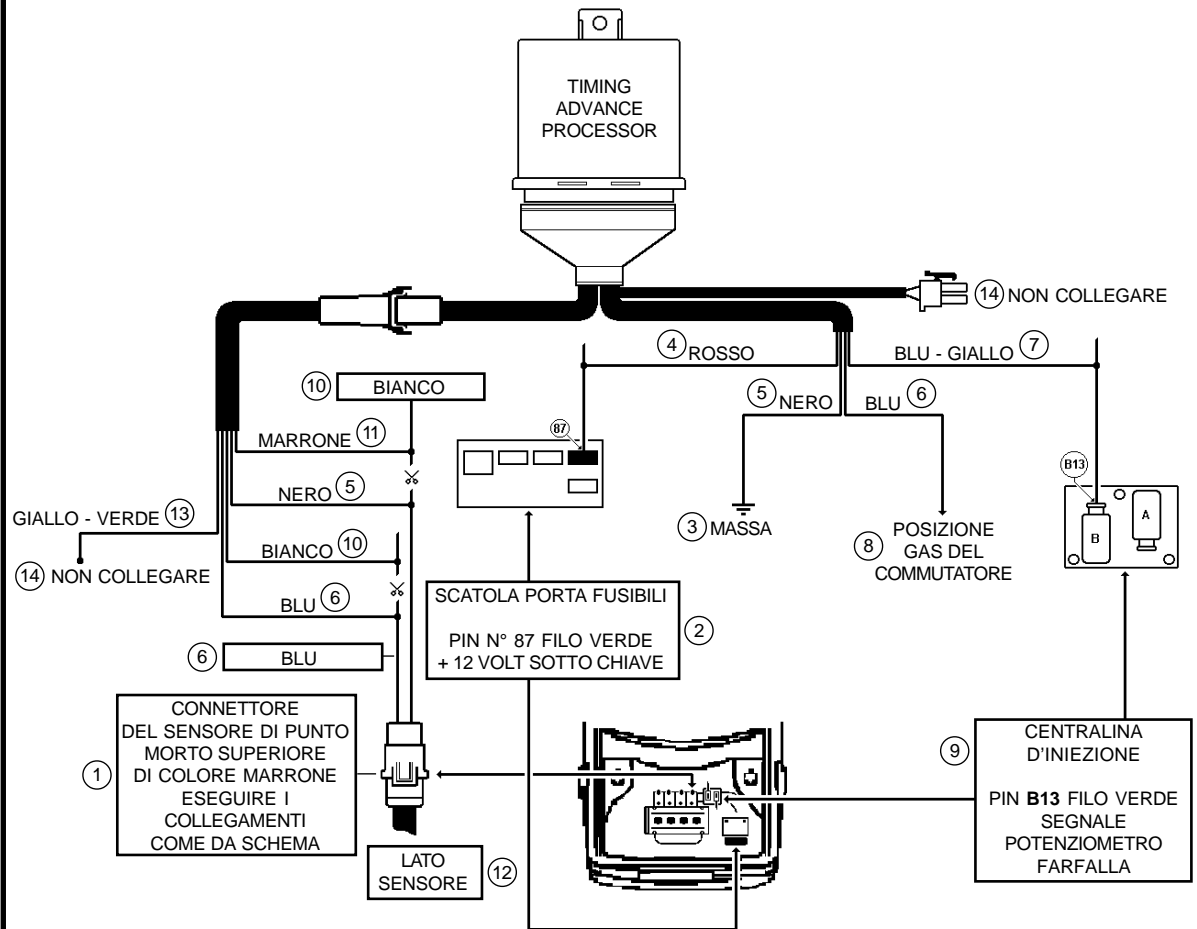 TIMING
ADVANCE
PROCESSOR
14 NON COLLEGARE
4 ROSSO
BLU - GIALLO 7
10 BIANCO
5 NERO
BLU 6
MARRONE 11
87
B13
NERO 5
A
B
GIALLO - VERDE 13
3 MASSA
8 POSIZIONE
GAS DEL
COMMUTATORE
BIANCO 10
14 NON COLLEGARE
BLU 6
SCATOLA PORTA FUSIBILI
PIN N° 87 FILO VERDE
+ 12 VOLT SOTTO CHIAVE
2
6 BLU
1
CONNETTORE
DEL SENSORE DI PUNTO
MORTO SUPERIORE
DI COLORE MARRONE
ESEGUIRE I
COLLEGAMENTI
COME DA SCHEMA
9
CENTRALINA
D'INIEZIONE
PIN B13 FILO VERDE
SEGNALE
POTENZIOMETRO
FARFALLA
LATO
SENSORE
12